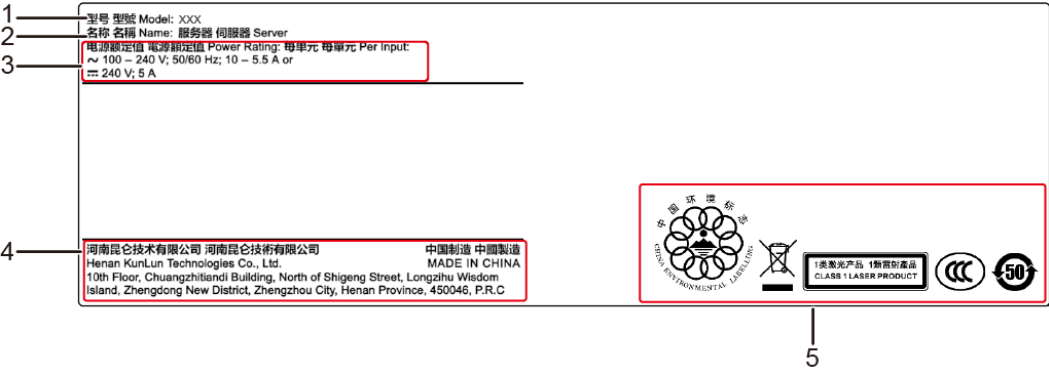 1
型号 型號 Model: XXX
2
名称 名稱 Name: 服务器 伺服器 Server
3
电源额定值 電源額定值 Power Rating: 每单元 每單元 Per Input:
～ 100 – 240 V; 50/60 Hz; 10 – 5.5 A or
⎓ 240 V; 5 A
4
河南昆仑技术有限公司 河南昆仑技術有限公司
中国制造 中國製造
Henan KunLun Technologies Co., Ltd.
MADE IN CHINA
10th Floor, Chuangzhitiandi Building, North of Shigeng Street, Longzihu Wisdom
Island, Zhengdong New District, Zhengzhou City, Henan Province, 450046, P.R.C
中国环境标志
CHINA ENVIRONMENTAL LABELLING
1类激光产品 1類雷射產品
CLASS 1 LASER PRODUCT
CCC
50
5